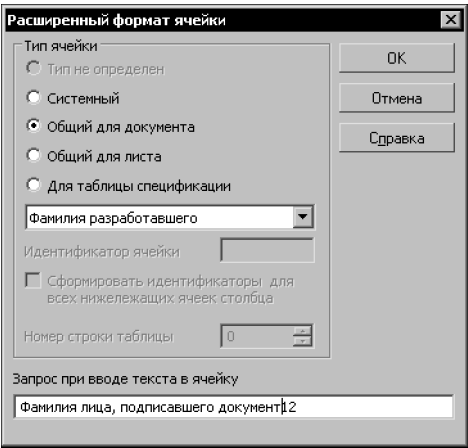 Расширенный формат ячейки
Тип ячейки
Тип не определен
Системный
Общий для документа
Общий для листа
Для таблицы спецификации
Фамилия разработавшего
Идентификатор ячейки
Сформировать идентификаторы для
всех нижележащих ячеек столбца
Номер строки таблицы 0
OK
Отмена
Справка
Запрос при вводе текста в ячейку
Фамилия лица, подписавшего документ12